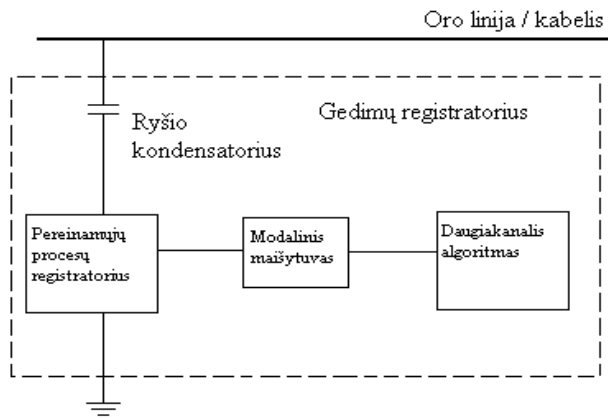 Oro linija / kabelis
Gedimų registratorius
Ryšio
kondensatorius
Pereinamųjų
procesų
registratorius
Modalinis
maišytuvas
Daugiakanalis
algoritmas